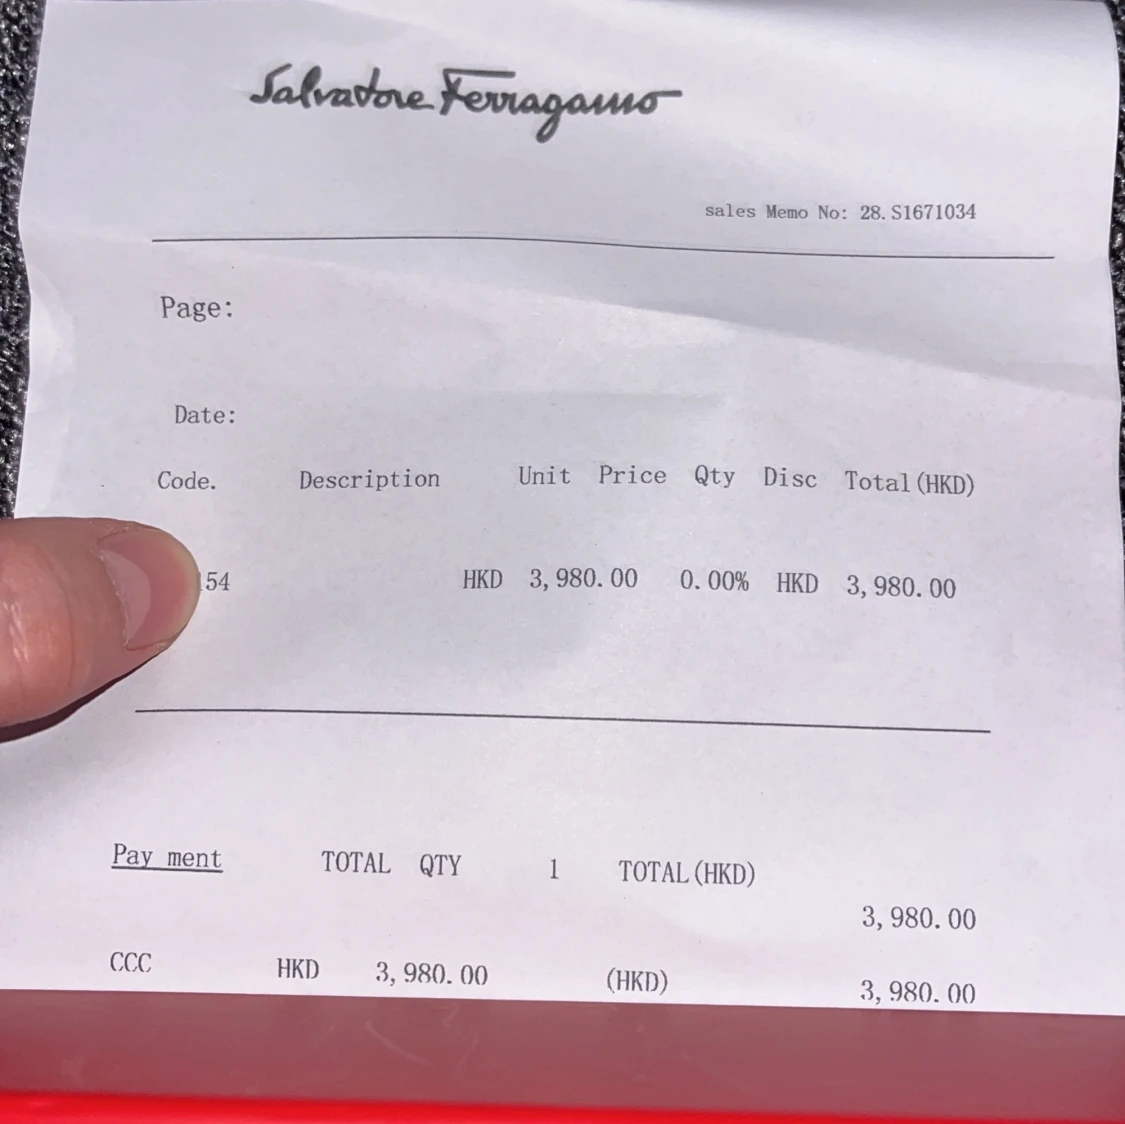 Salvatore Ferragamo
sales Memo No: 28.S1671034
Page:
Date:
Code. Description Unit Price Qty Disc Total(HKD)
54 HKD 3,980.00 0.00% HKD 3,980.00
Pay ment TOTAL QTY 1 TOTAL(HKD)
3,980.00
CCC HKD 3,980.00 (HKD) 3,980.00